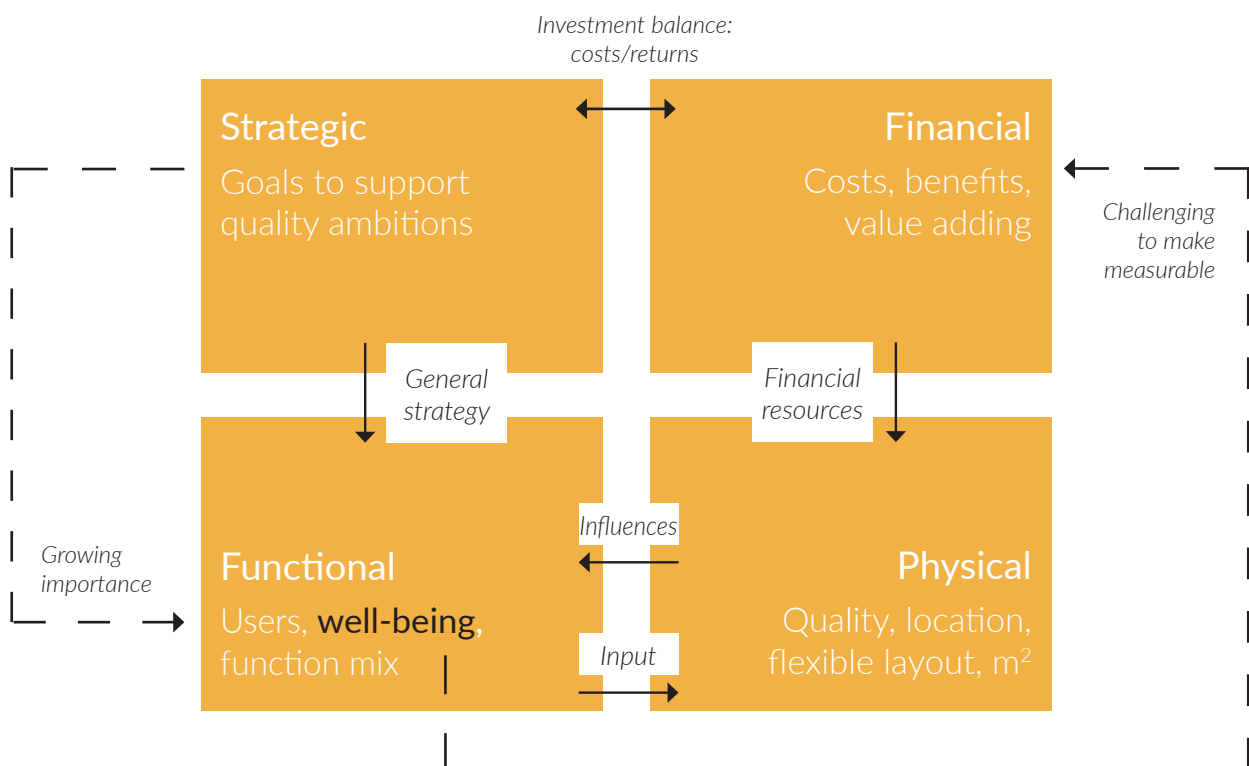 Investment balance:
costs/returns
Strategic
Goals to support
quality ambitions
Financial
Costs, benefits,
value adding
Challenging
to make
measurable
General
strategy
Financial
resources
Growing
importance
Functional
Users, well-being,
function mix
Influences
Input
Physical
Quality, location,
flexible layout, m²